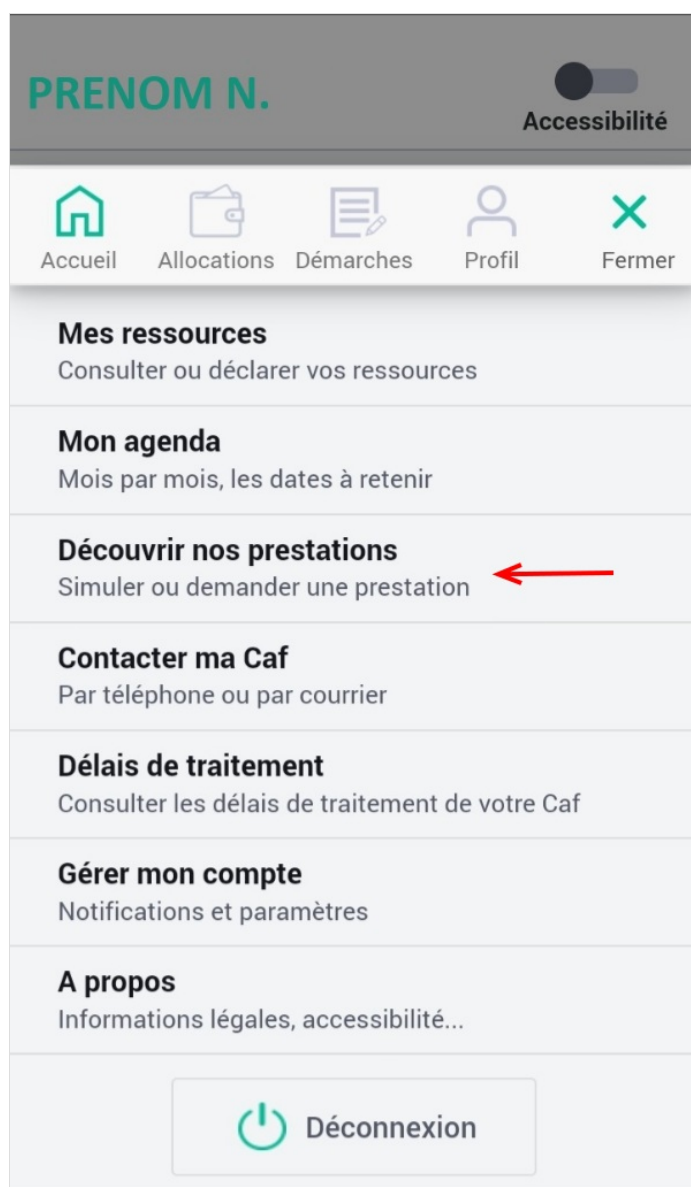 PRENOM N.
Accessibilité
Accueil Allocations Démarches Profil Fermer
Mes ressources
Consulter ou déclarer vos ressources
Mon agenda
Mois par mois, les dates à retenir
Découvrir nos prestations
Simuler ou demander une prestation
Contacter ma Caf
Par téléphone ou par courrier
Délais de traitement
Consulter les délais de traitement de votre Caf
Gérer mon compte
Notifications et paramètres
A propos
Informations légales, accessibilité...
Déconnexion